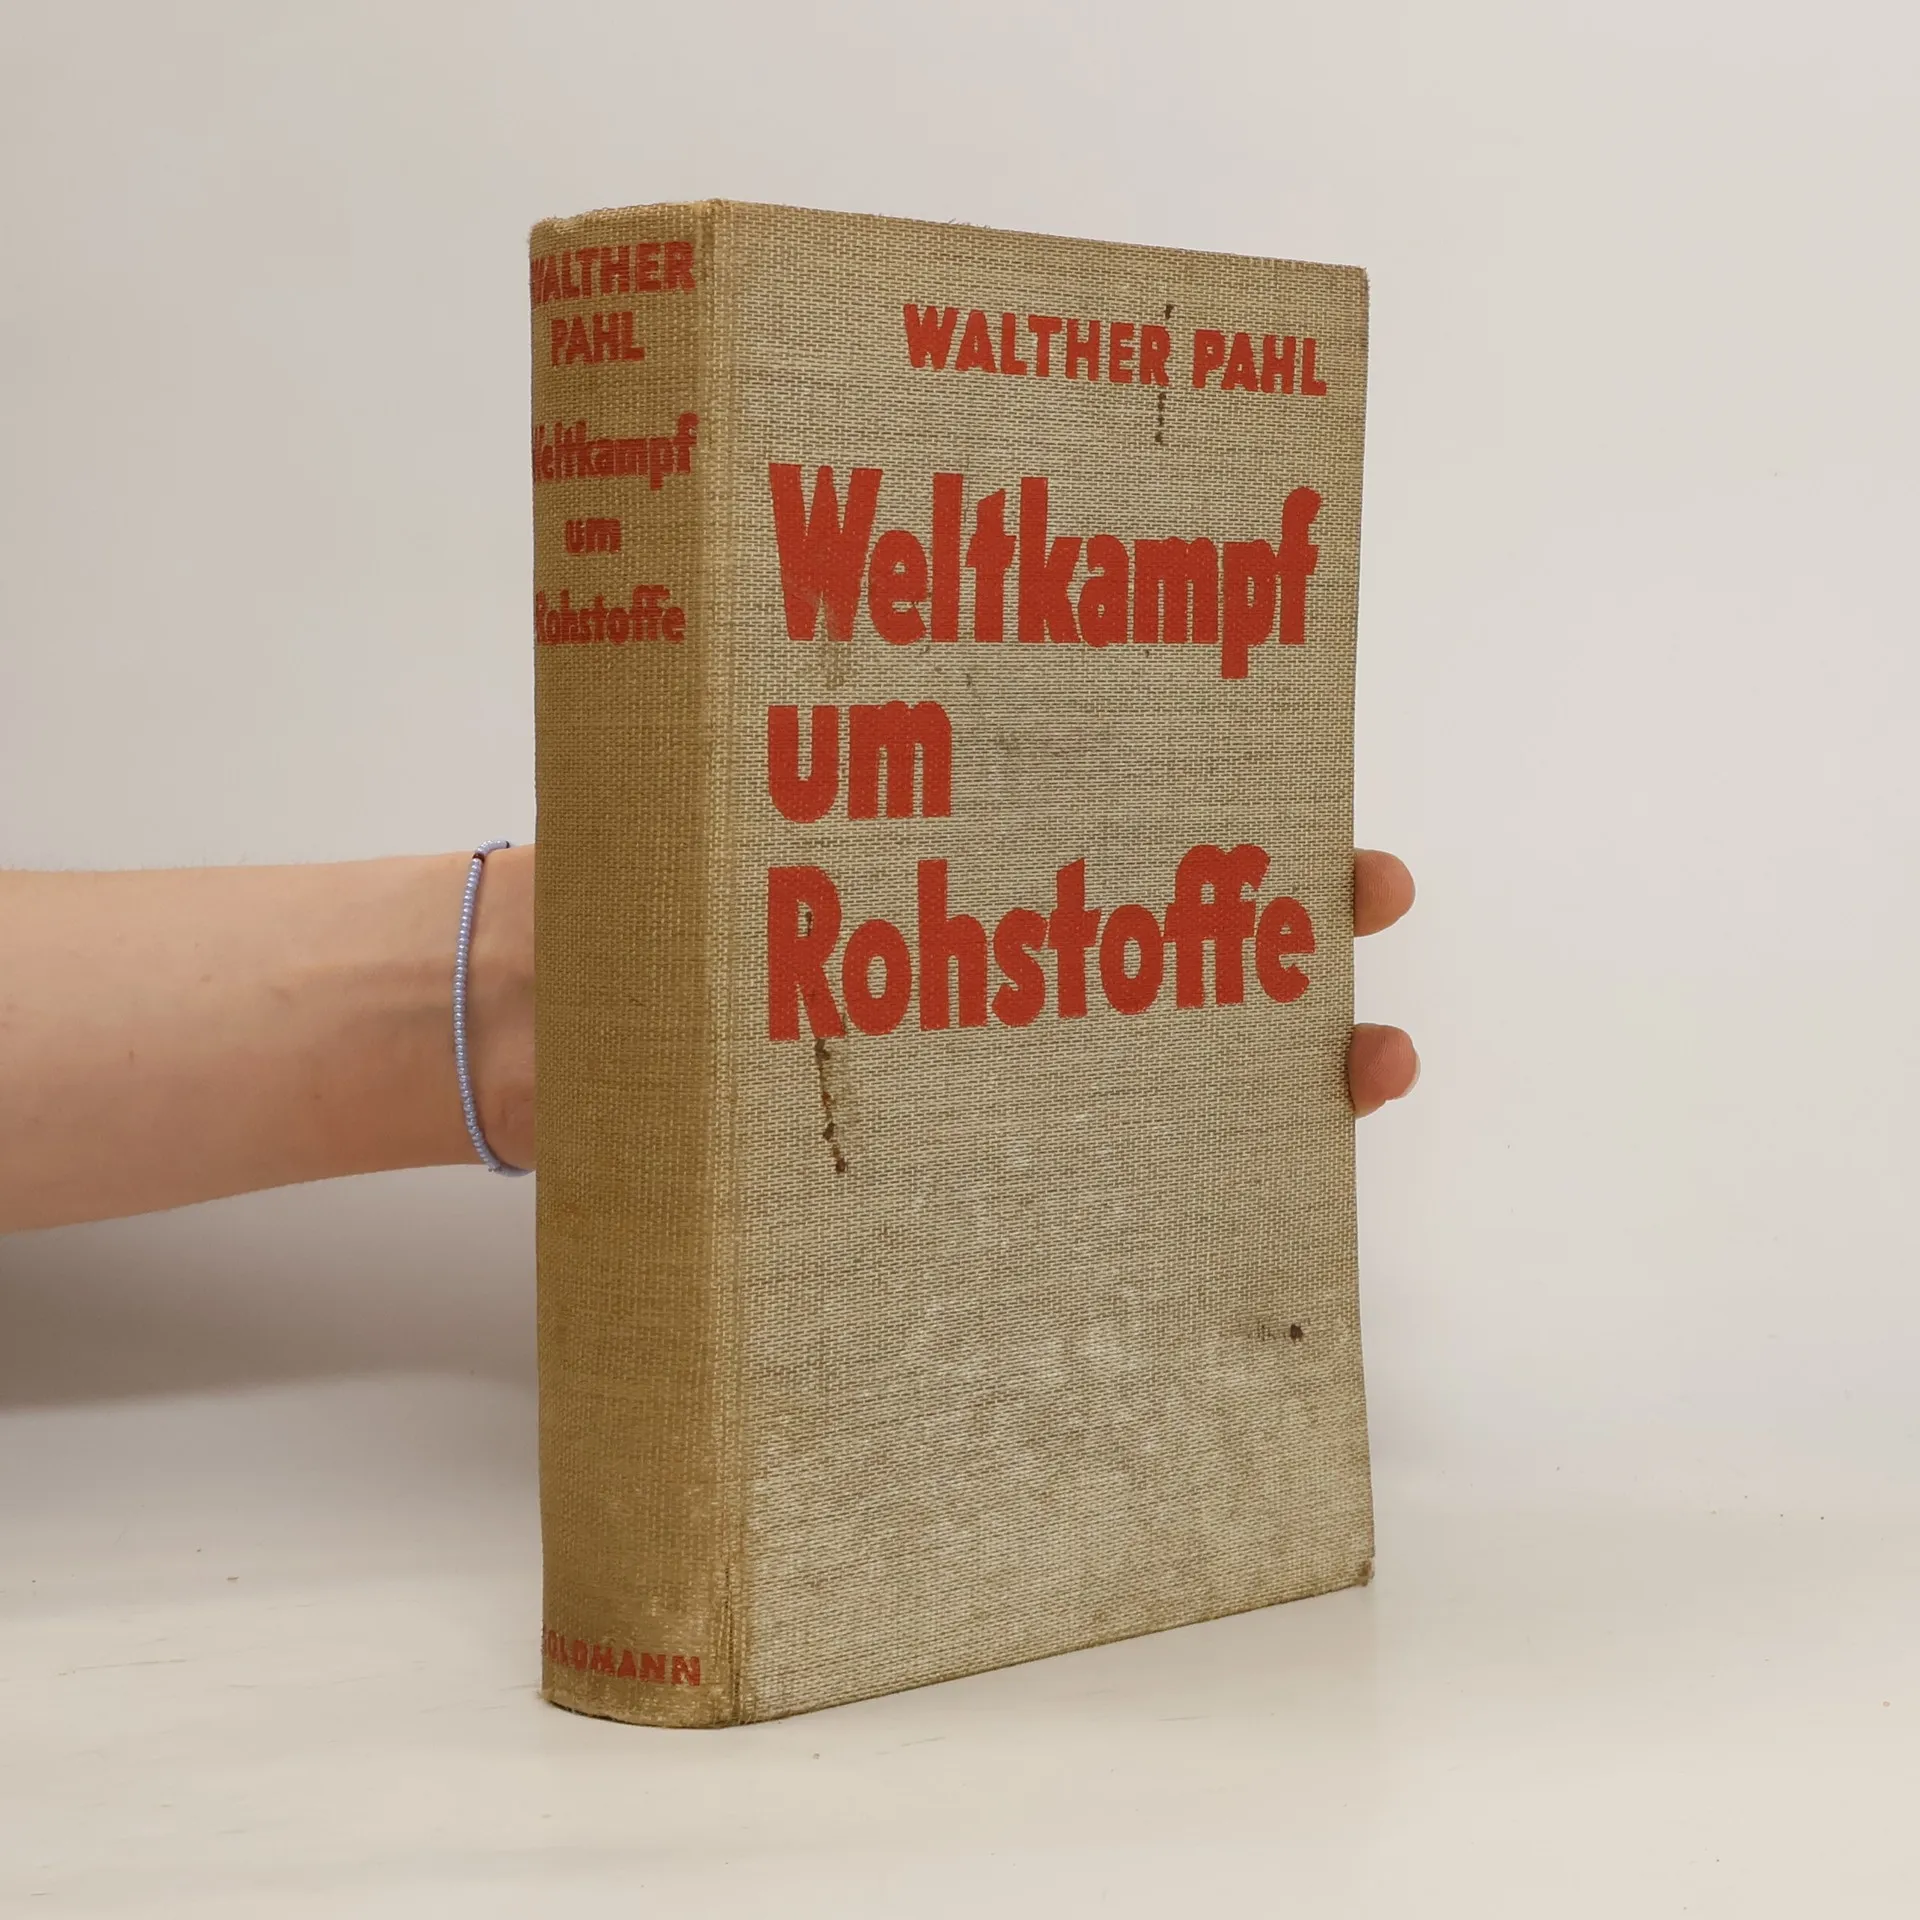 WALTHER
PAHL
Weltkampf
um
Rohstoffe
GOLDMANN
WALTHER PAHL
Weltkampf
um
Rohstoffe